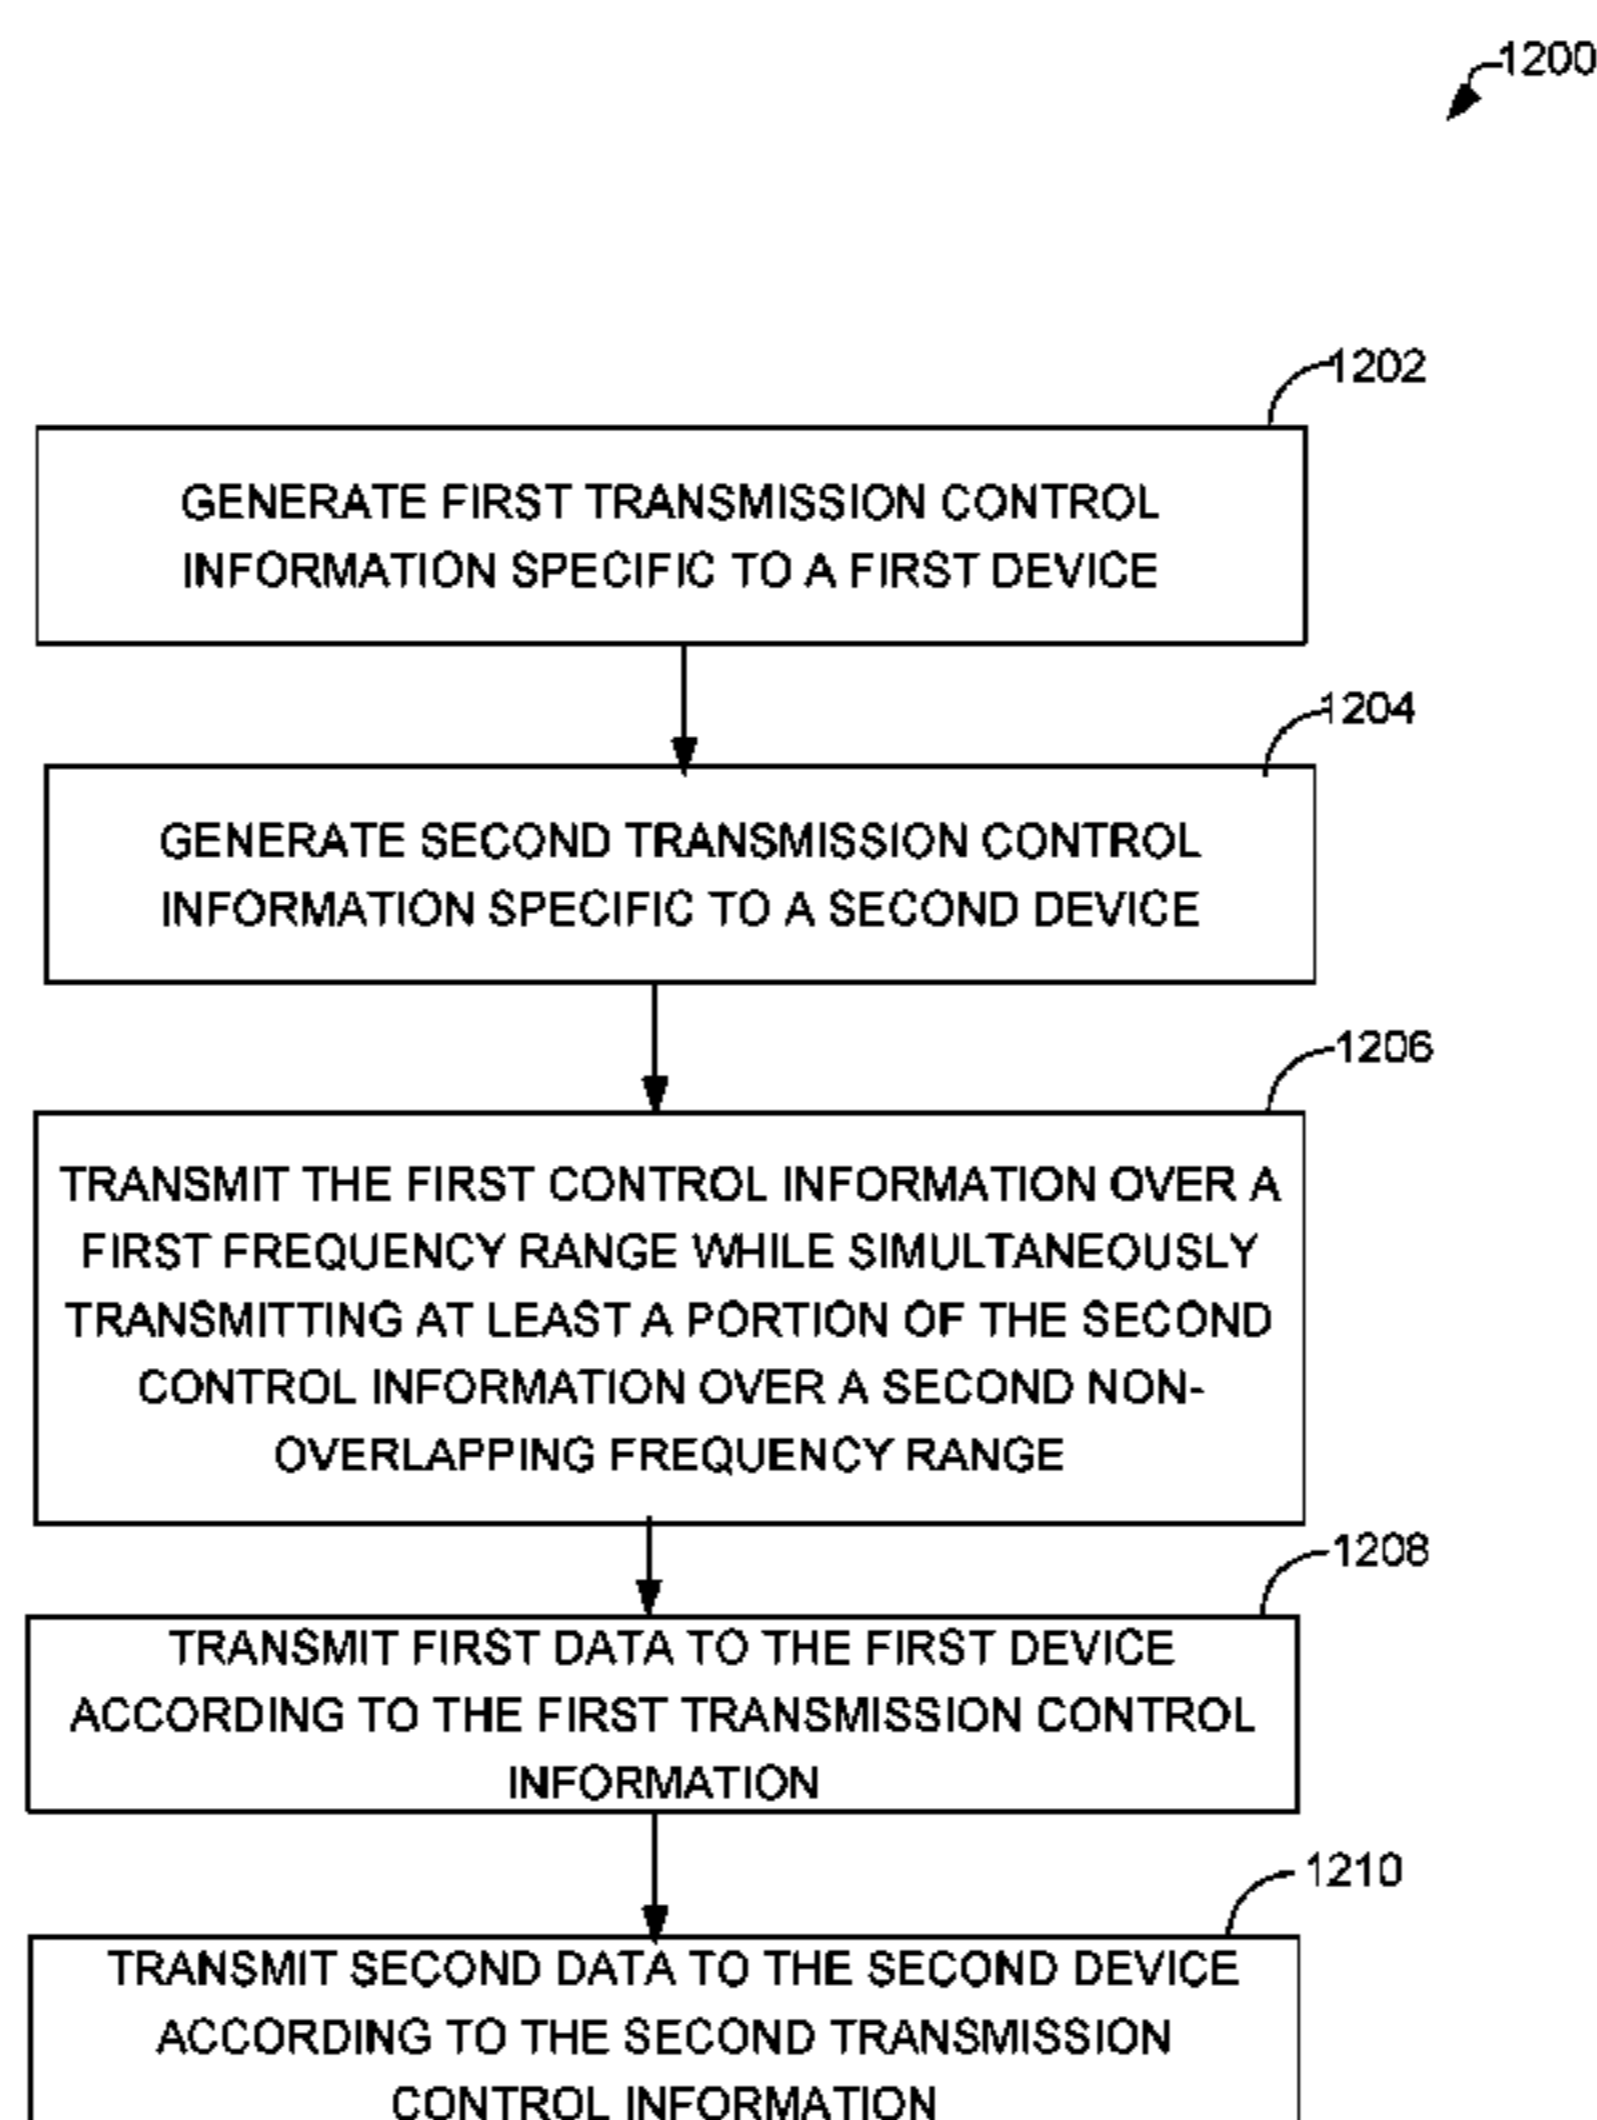 1200
1202
GENERATE FIRST TRANSMISSION CONTROL
INFORMATION SPECIFIC TO A FIRST DEVICE
1204
GENERATE SECOND TRANSMISSION CONTROL
INFORMATION SPECIFIC TO A SECOND DEVICE
1206
TRANSMIT THE FIRST CONTROL INFORMATION OVER A
FIRST FREQUENCY RANGE WHILE SIMULTANEOUSLY
TRANSMITTING AT LEAST A PORTION OF THE SECOND
CONTROL INFORMATION OVER A SECOND NON-
OVERLAPPING FREQUENCY RANGE
1208
TRANSMIT FIRST DATA TO THE FIRST DEVICE
ACCORDING TO THE FIRST TRANSMISSION CONTROL
INFORMATION
1210
TRANSMIT SECOND DATA TO THE SECOND DEVICE
ACCORDING TO THE SECOND TRANSMISSION
CONTROL INFORMATION